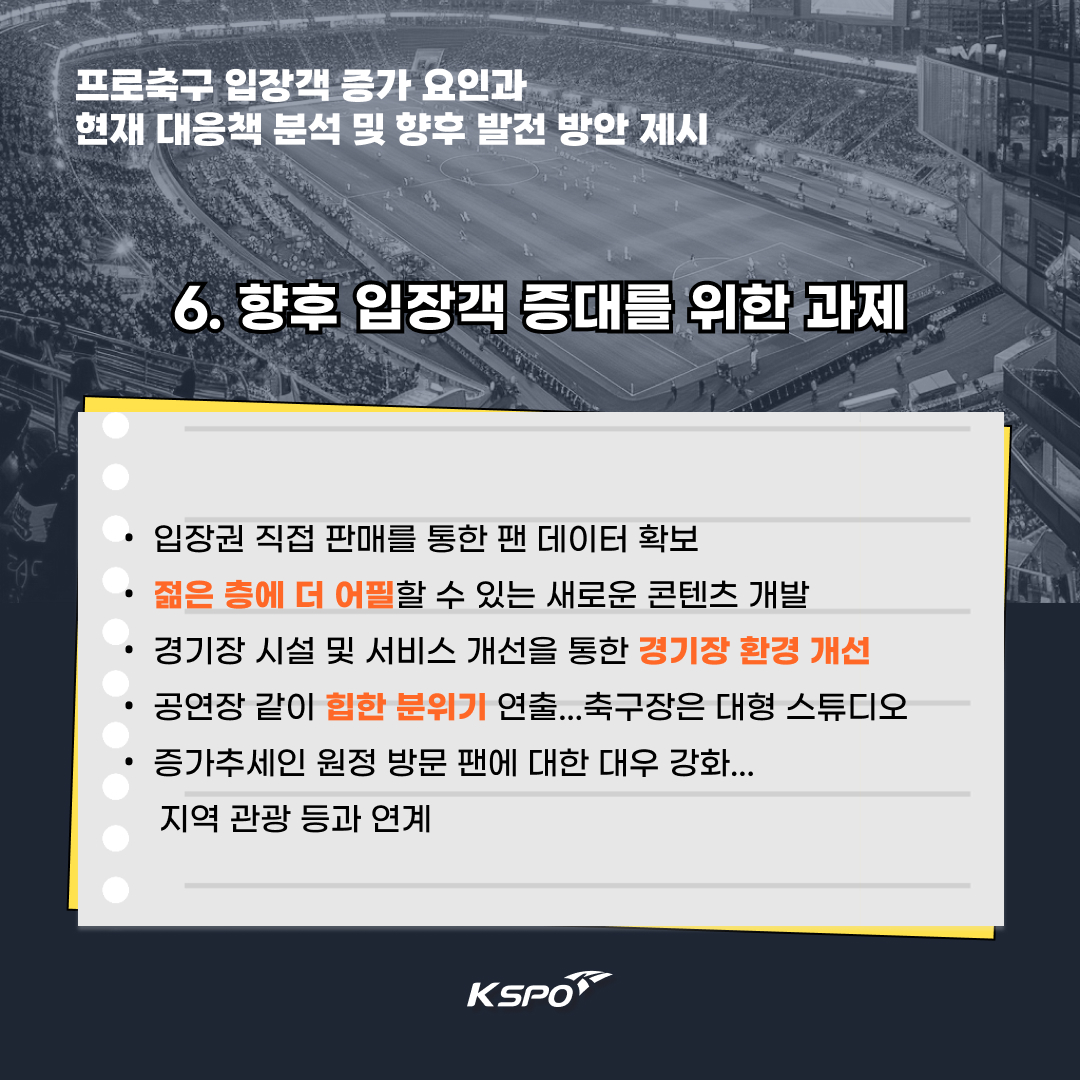 프로축구 입장객 증가 요인과
현재 대응책 분석 및 향후 발전 방안 제시
6. 향후 입장객 증대를 위한 과제
• 입장권 직접 판매를 통한 팬 데이터 확보
• 젊은 층에 더 어필할 수 있는 새로운 콘텐츠 개발
• 경기장 시설 및 서비스 개선을 통한 경기장 환경 개선
• 공연장 같이 힙한 분위기 연출...축구장은 대형 스튜디오
• 증가추세인 원정 방문 팬에 대한 대우 강화...
지역 관광 등과 연계
KSPO